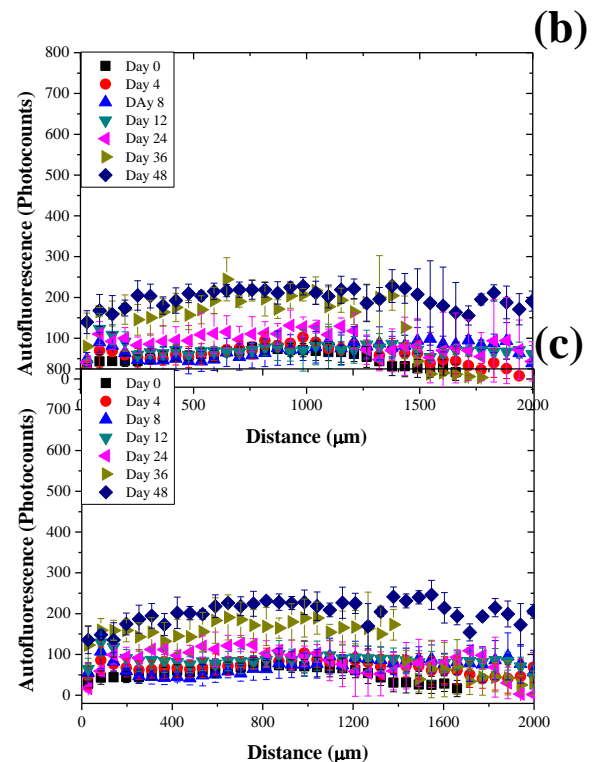 (b)
800
700
600
500
400
300
200
100
0
Autofluorescence (Photocounts)
Day 0
Day 4
DAy 8
Day 12
Day 24
Day 36
Day 48
500
1000
1500
2000
Distance (μm)
(c)
800
700
600
500
400
300
200
100
0
Autofluorescence (Photocounts)
Day 0
Day 4
Day 8
Day 12
Day 24
Day 36
Day 48
0
400
800
1200
1600
2000
Distance (μm)